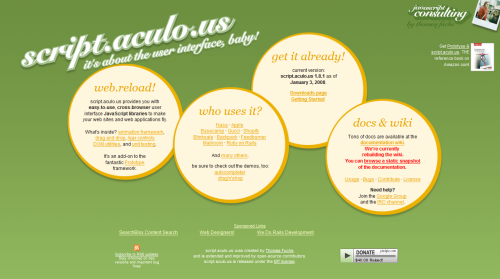 script.aculo.us
it's about the user interface, baby!
javascript
consulting
by thomas fuchs
Get Prototype &
script.aculo.us: THE
reference book on
Amazon.com!
web.reload!
script.aculo.us provides you with
easy-to-use, cross-browser user
interface JavaScript libraries to make
your web sites and web applications fly.
What's inside? animation framework,
drag and drop, Ajax controls
DOM utilities, and unit testing.
It's an add-on to the
fantastic Prototype
framework.
get it already!
current version:
script.aculo.us 1.8.1 as of
January 3, 2008.
Downloads page
Getting Started
who uses it?
NASA · Apple
Basecamp · Gucci · Shopify
Feedburner
Ruby on Rails
And many others.
be sure to check out the demos, too:
autocompleter
docs & wiki
Tons of docs are available at the
documentation wiki.
We're currently
rebuilding the wiki.
You can browse a static snapshot
of the documentation.
Usage · Bugs · Contribute · License
Need help?
Join the Google Group
and the IRC channel.
Sponsored Links
SearchBlox Content Search
Web Designers!
We Do Rails Development
Subscribe to RSS updates
script.aculo.us was created by Thomas Fuchs,
and is extended and improved by open-source contributors.
script.aculo.us is released under the MIT license.
DONATE